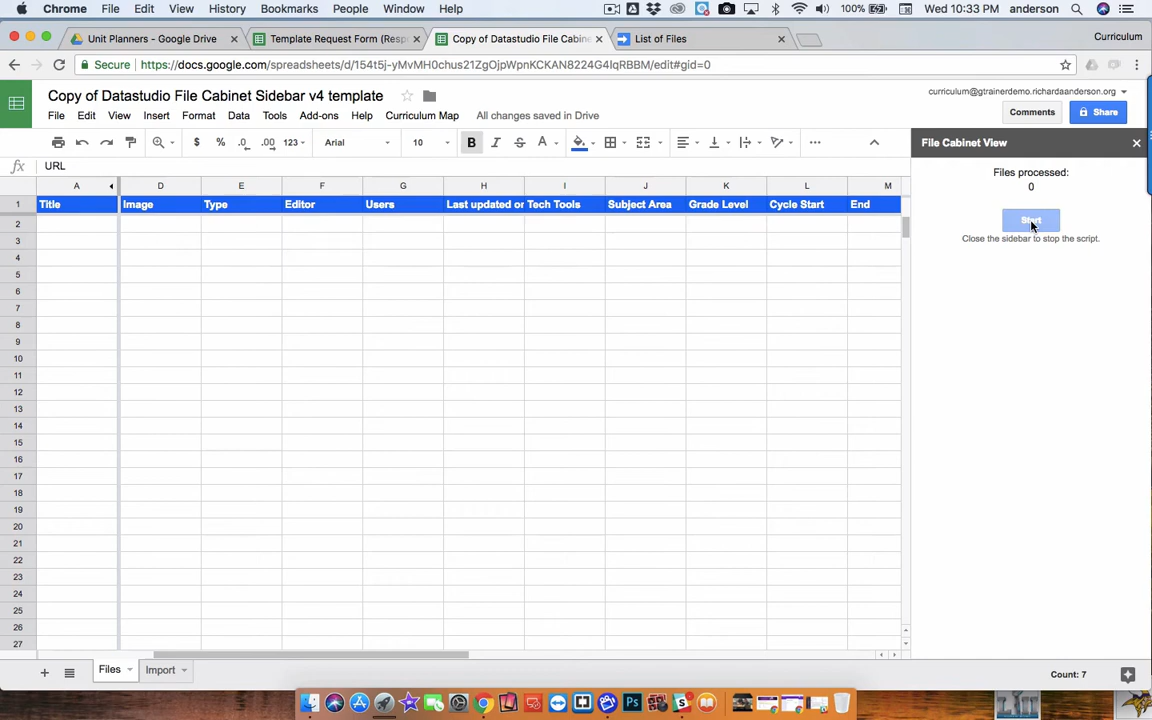 Chrome File Edit View History Bookmarks People Window Help 100% Wed 10:33 PM anderson
Unit Planners - Google Drive Template Request Form (Resp Copy of Datastudio File Cabine List of Files Curriculum
Secure https://docs.google.com/spreadsheets/d/154t5j-yMvMH0chus21ZgOjpWpnKCKAN8224G4IqRBBM/edit#gid=0
Copy of Datastudio File Cabinet Sidebar v4 template curriculum@gtrainerdemo.richardaanderson.org
File Edit View Insert Format Data Tools Add-ons Help Curriculum Map All changes saved in Drive Comments Share
$ % .0 .00 123 Arial 10 B I S A
File Cabinet View
fx URL
Files processed:
0
Start
Close the sidebar to stop the script.
A D E F G H I J K L M
1 Title Image Type Editor Users Last updated or Tech Tools Subject Area Grade Level Cycle Start End
2
3
4
5
6
7
8
9
10
11
12
13
14
15
16
17
18
19
20
21
22
23
24
25
26
27
Files Import Count: 7